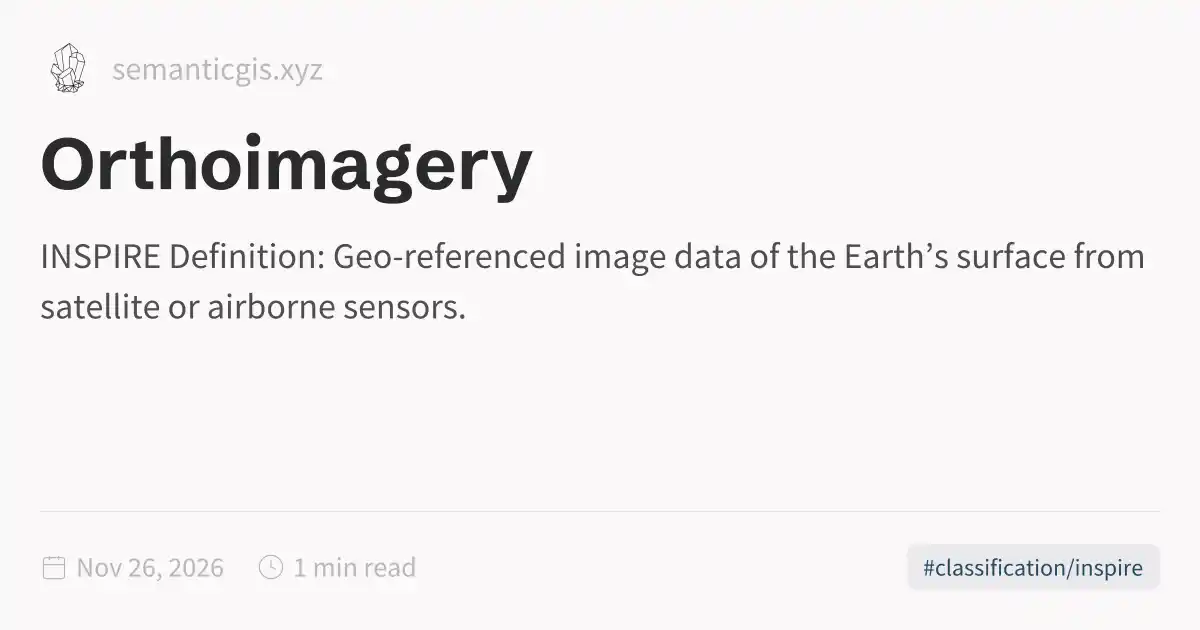 semanticgis.xyz
Orthoimagery
INSPIRE Definition: Geo-referenced image data of the Earth’s surface from
satellite or airborne sensors.
Nov 26, 2026
1 min read
#classification/inspire